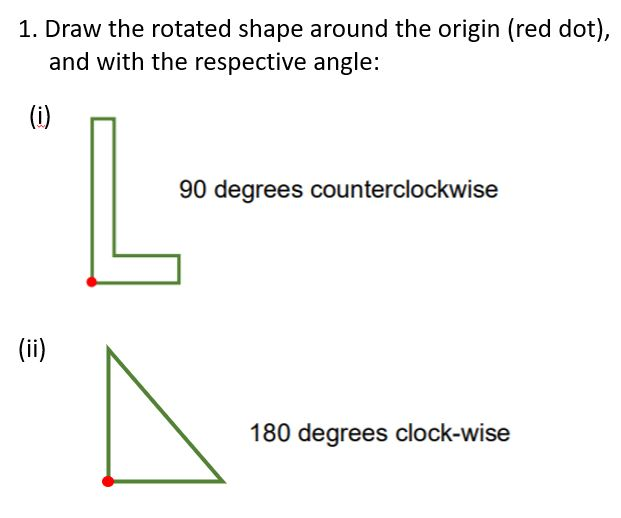 1. Draw the rotated shape around the origin (red dot),
and with the respective angle:
(i)
90 degrees counterclockwise
(ii)
180 degrees clock-wise